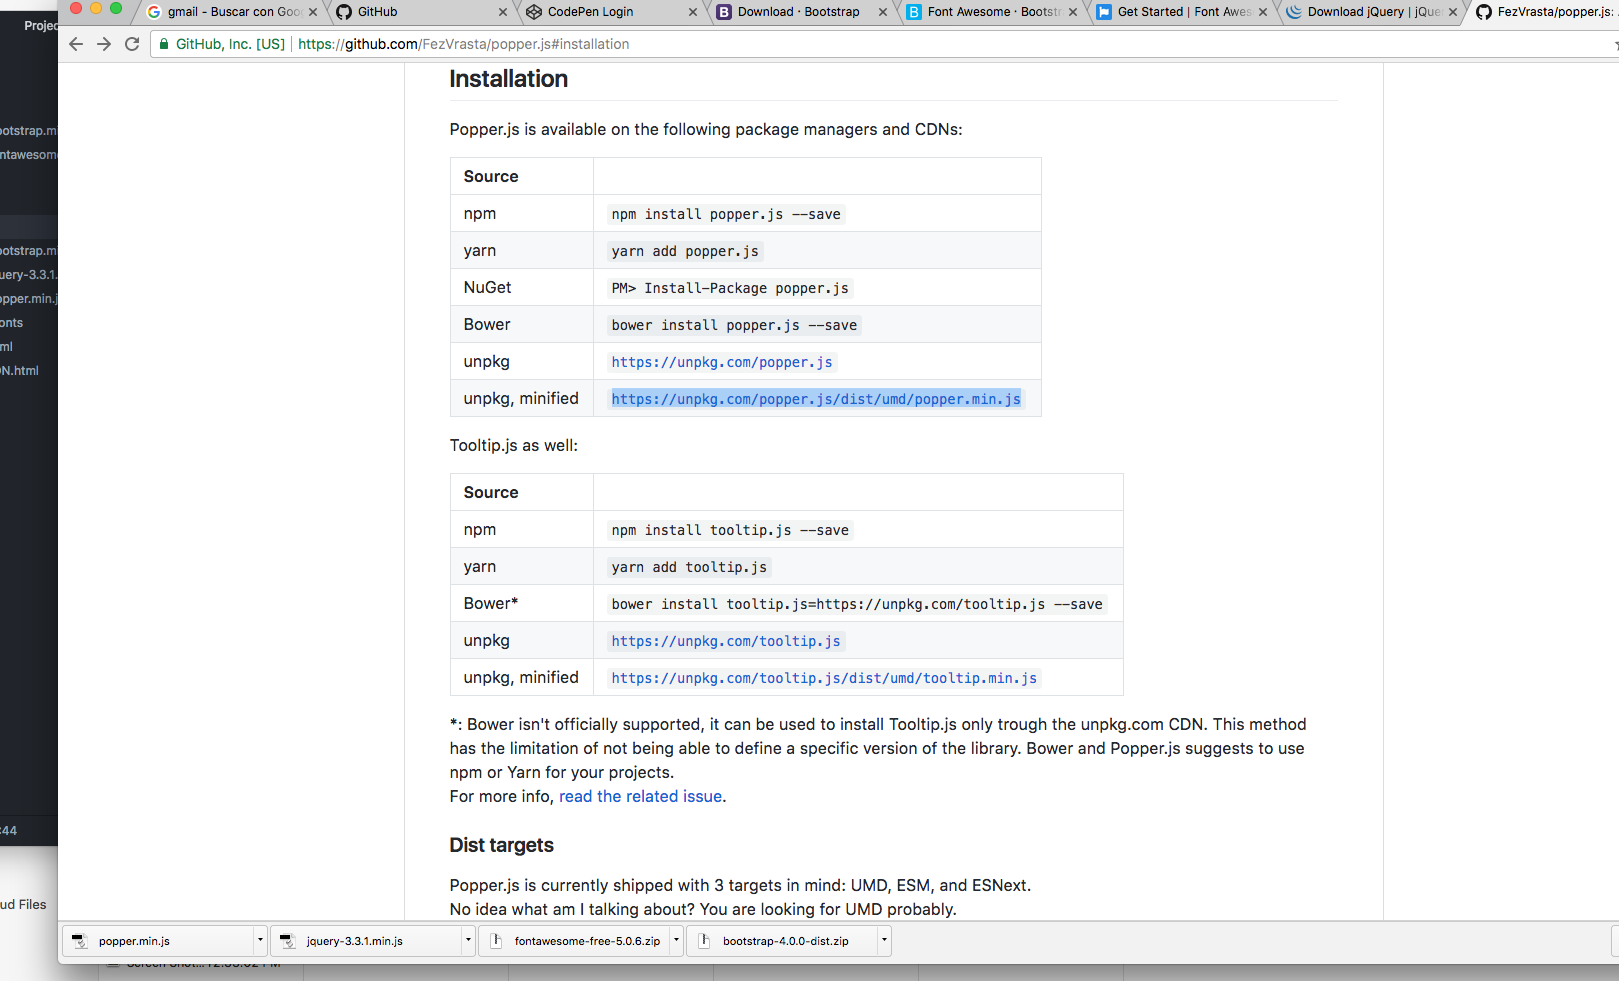 Projec
gmail - Buscar con Goo
GitHub
CodePen Login
Download · Bootstrap
Font Awesome · Bootstr
Get Started | Font Awes
Download jQuery | jQue
FezVrasta/popper.js:
GitHub, Inc. [US] | https://github.com/FezVrasta/popper.js#installation
ootstrap.mi
ntawesome
ootstrap.mi
uery-3.3.1.
opper.min.j
onts
ml
N.html
:44
ud Files
Installation
Popper.js is available on the following package managers and CDNs:
Source
npm npm install popper.js --save
yarn yarn add popper.js
NuGet PM> Install-Package popper.js
Bower bower install popper.js --save
unpkg https://unpkg.com/popper.js
unpkg, minified https://unpkg.com/popper.js/dist/umd/popper.min.js
Tooltip.js as well:
Source
npm npm install tooltip.js --save
yarn yarn add tooltip.js
Bower* bower install tooltip.js=https://unpkg.com/tooltip.js --save
unpkg https://unpkg.com/tooltip.js
unpkg, minified https://unpkg.com/tooltip.js/dist/umd/tooltip.min.js
*: Bower isn't officially supported, it can be used to install Tooltip.js only trough the unpkg.com CDN. This method
has the limitation of not being able to define a specific version of the library. Bower and Popper.js suggests to use
npm or Yarn for your projects.
For more info, read the related issue.
Dist targets
Popper.js is currently shipped with 3 targets in mind: UMD, ESM, and ESNext.
No idea what am I talking about? You are looking for UMD probably.
popper.min.js
jquery-3.3.1.min.js
fontawesome-free-5.0.6.zip
bootstrap-4.0.0-dist.zip